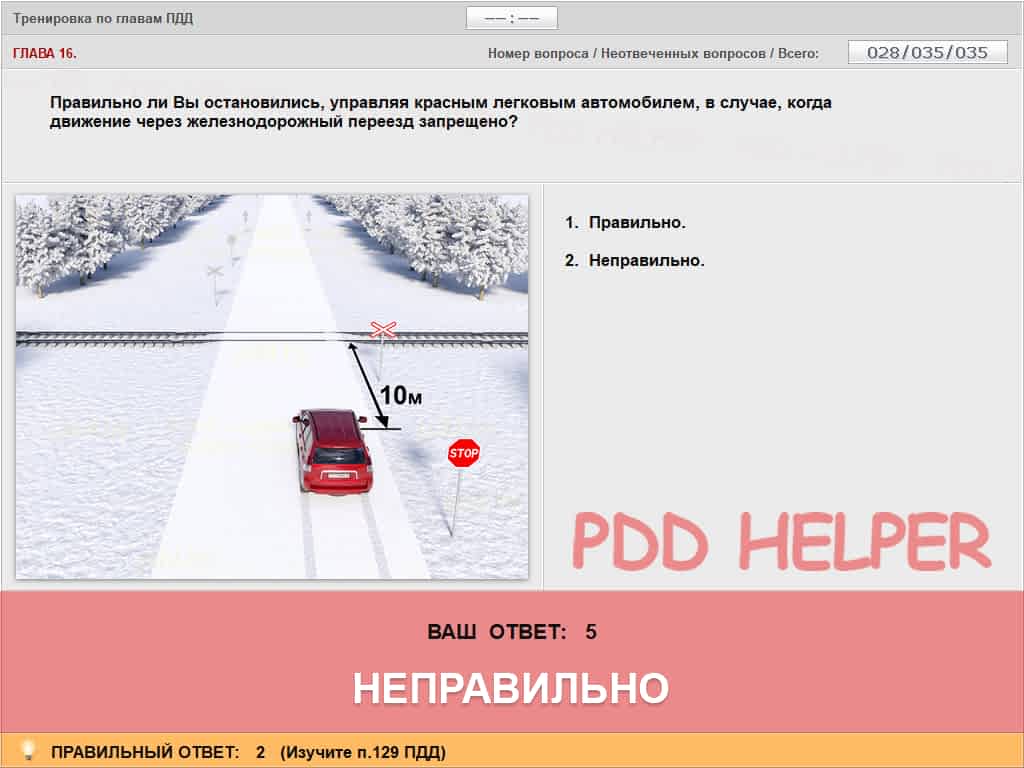 Тренировка по главам ПДД
—— : ——
ГЛАВА 16.
Номер вопроса / Неотвеченных вопросов / Всего:
028/035/035
Правильно ли Вы остановились, управляя красным легковым автомобилем, в случае, когда
движение через железнодорожный переезд запрещено?
10м
STOP
1. Правильно.
2. Неправильно.
PDD HELPER
ВАШ ОТВЕТ: 5
НЕПРАВИЛЬНО
ПРАВИЛЬНЫЙ ОТВЕТ: 2 (Изучите п.129 ПДД)